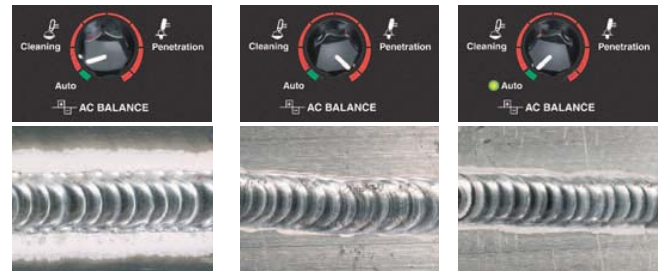 Cleaning
Penetration
Auto
AC BALANCE
Cleaning
Penetration
Auto
AC BALANCE
Cleaning
Penetration
Auto
AC BALANCE